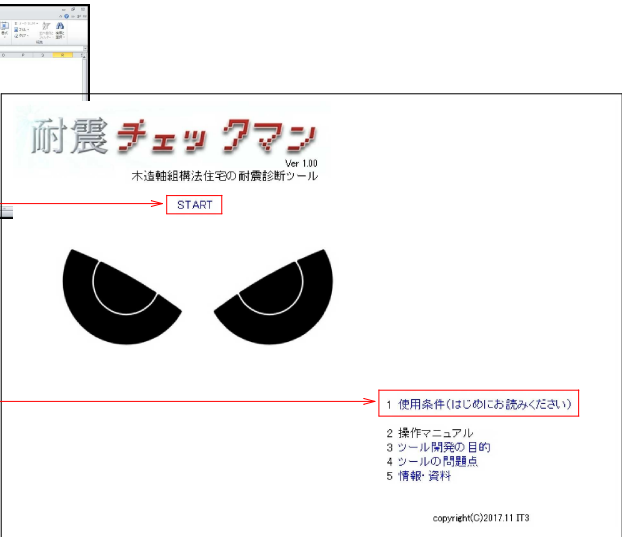 耐震チェックマン
Ver 1.00
木造軸組構法住宅の耐震診断ツール
START
1 使用条件(はじめにお読みください)
2 操作マニュアル
3 ツール開発の目的
4 ツールの問題点
5 情報・資料
copyright(C)2017.11 IT3